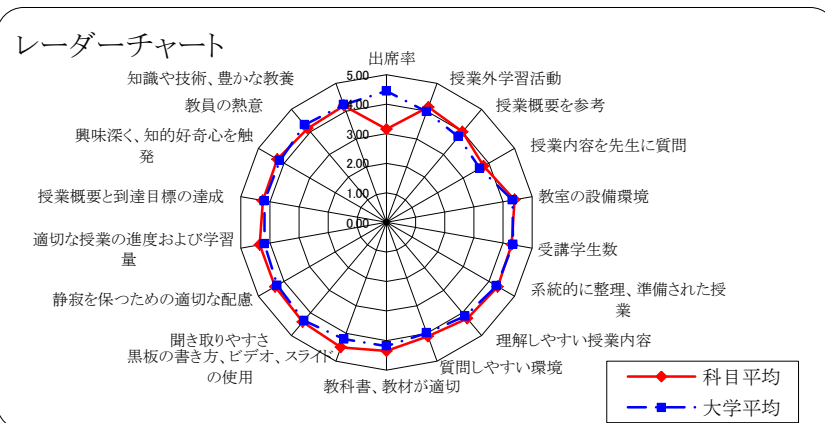 レーダーチャート
出席率
授業外学習活動
授業概要を参考
授業内容を先生に質問
教室の設備環境
受講学生数
系統的に整理、準備された授
業
理解しやすい授業内容
質問しやすい環境
教科書、教材が適切
黒板の書き方、ビデオ、スライド
の使用
聞き取りやすさ
静寂を保つための適切な配慮
適切な授業の進度および学習
量
授業概要と到達目標の達成
興味深く、知的好奇心を触
発
教員の熱意
知識や技術、豊かな教養
5.00
4.00
3.00
2.00
1.00
0.00
科目平均
大学平均